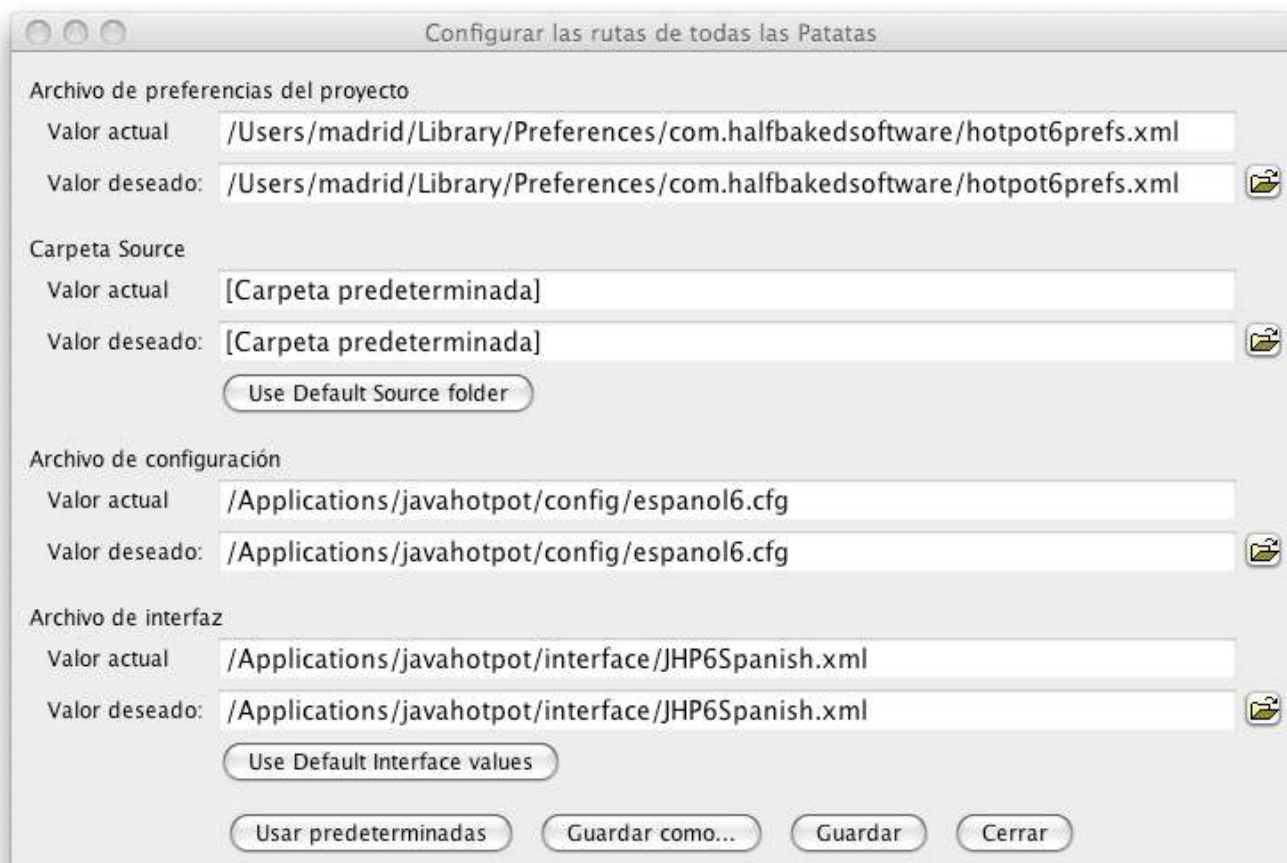 Configurar las rutas de todas las Patatas
Archivo de preferencias del proyecto
Valor actual /Users/madrid/Library/Preferences/com.halfbakedsoftware/hotpot6prefs.xml
Valor deseado: /Users/madrid/Library/Preferences/com.halfbakedsoftware/hotpot6prefs.xml
Carpeta Source
Valor actual [Carpeta predeterminada]
Valor deseado: [Carpeta predeterminada]
Use Default Source folder
Archivo de configuración
Valor actual /Applications/javahotpot/config/espanol6.cfg
Valor deseado: /Applications/javahotpot/config/espanol6.cfg
Archivo de interfaz
Valor actual /Applications/javahotpot/interface/JHP6Spanish.xml
Valor deseado: /Applications/javahotpot/interface/JHP6Spanish.xml
Use Default Interface values
Usar predeterminadas Guardar como... Guardar Cerrar